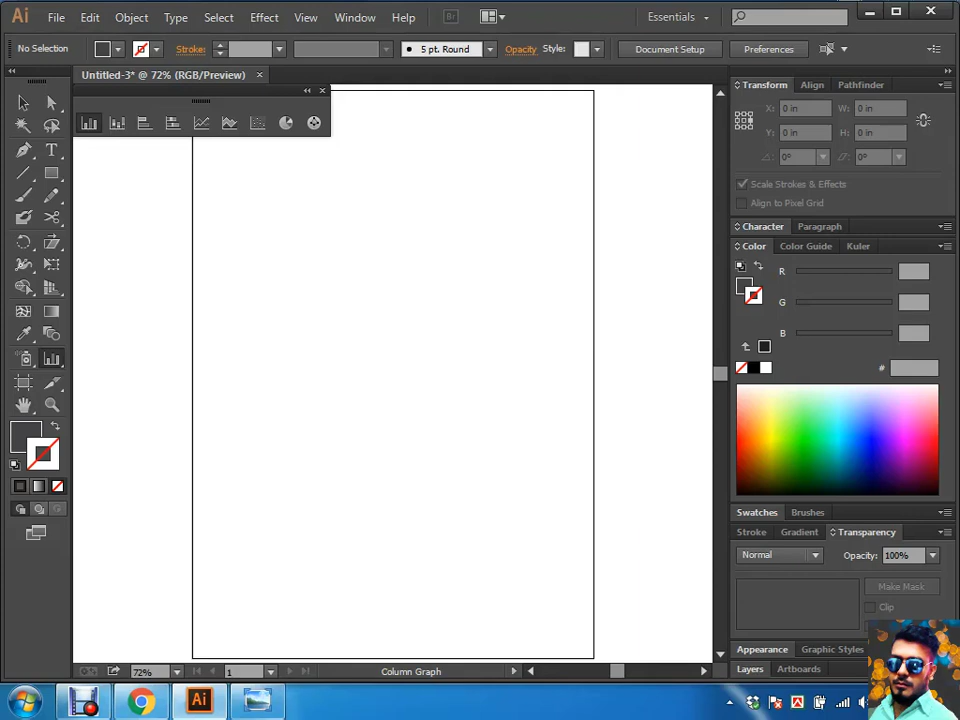 Ai File Edit Object Type Select Effect View Window Help Br Essentials
No Selection Stroke: 5 pt. Round Opacity Style: Document Setup Preferences
Untitled-3* @ 72% (RGB/Preview)
Transform Align Pathfinder
X: 0 in W: 0 in
Y: 0 in H: 0 in
0° 0°
Scale Strokes & Effects
Align to Pixel Grid
Character Paragraph
Color Color Guide Kuler
R
G
B
#
Swatches Brushes
Stroke Gradient Transparency
Normal Opacity: 100%
Make Mask
Clip
Appearance Graphic Styles
Layers Artboards
72% 1 Column Graph
Ai